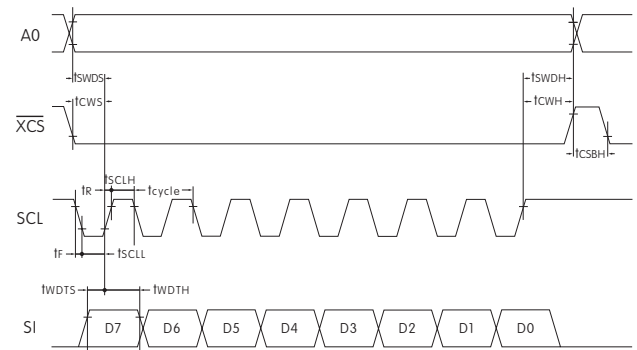 A0
tSWDS
tSWDH
tCWS
tCWH
XCS
tCSBH
tSCLH
tR
tcycle
SCL
tF
tSCLL
tWDTS
tWDTH
SI
D7
D6
D5
D4
D3
D2
D1
D0